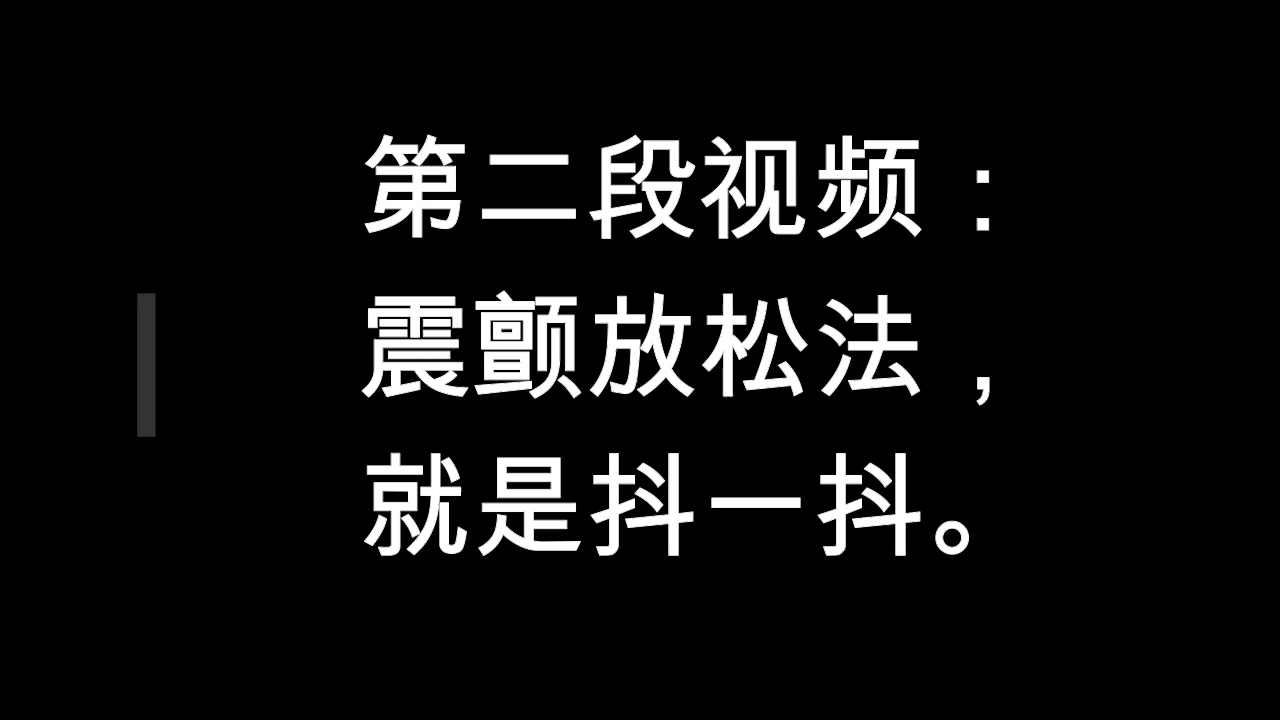 第二段视频：
震颤放松法，
就是抖一抖。